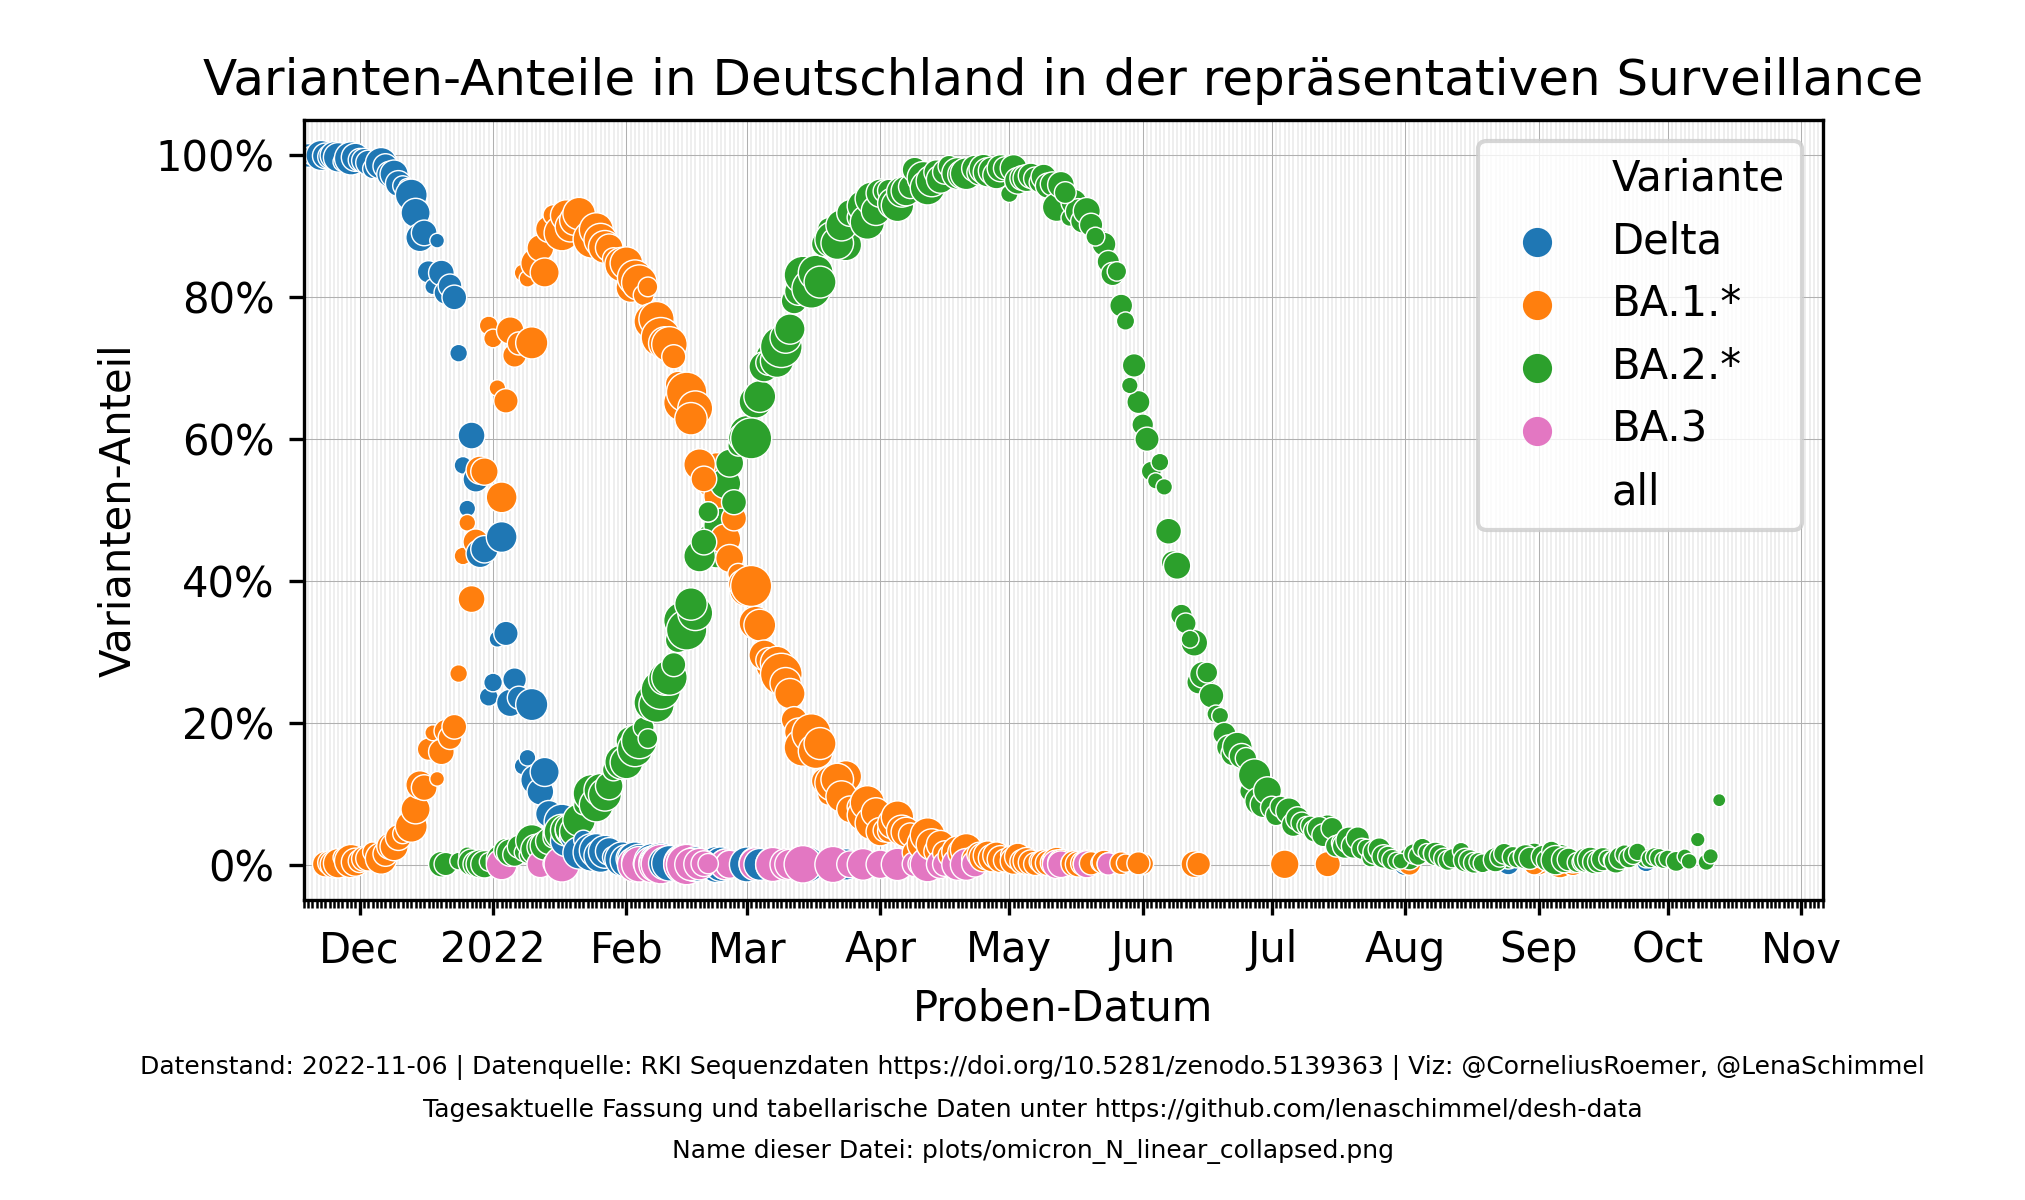 Varianten-Anteile in Deutschland in der repräsentativen Surveillance
Varianten-Anteil
100%
80%
60%
40%
20%
0%
Variante
Delta
BA.1.*
BA.2.*
BA.3
all
Dec 2022 Feb Mar Apr May Jun Jul Aug Sep Oct Nov
Proben-Datum
Datenstand: 2022-11-06 | Datenquelle: RKI Sequenzdaten https://doi.org/10.5281/zenodo.5139363 | Viz: @CorneliusRoemer, @LenaSchimmel
Tagesaktuelle Fassung und tabellarische Daten unter https://github.com/lenaschimmel/desh-data
Name dieser Datei: plots/omicron_N_linear_collapsed.png